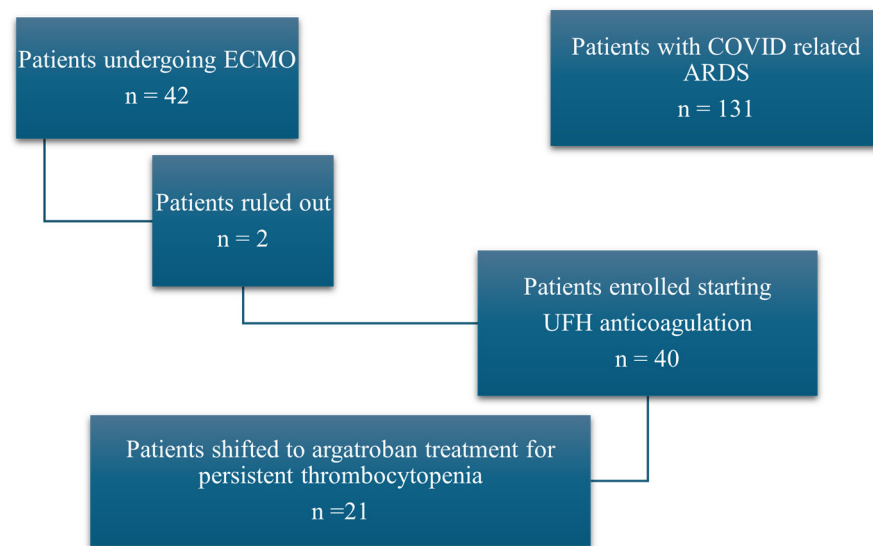 Patients undergoing ECMO
n = 42
Patients with COVID related
ARDS
n = 131
Patients ruled out
n = 2
Patients enrolled starting
UFH anticoagulation
n = 40
Patients shifted to argatroban treatment for
persistent thrombocytopenia
n =21